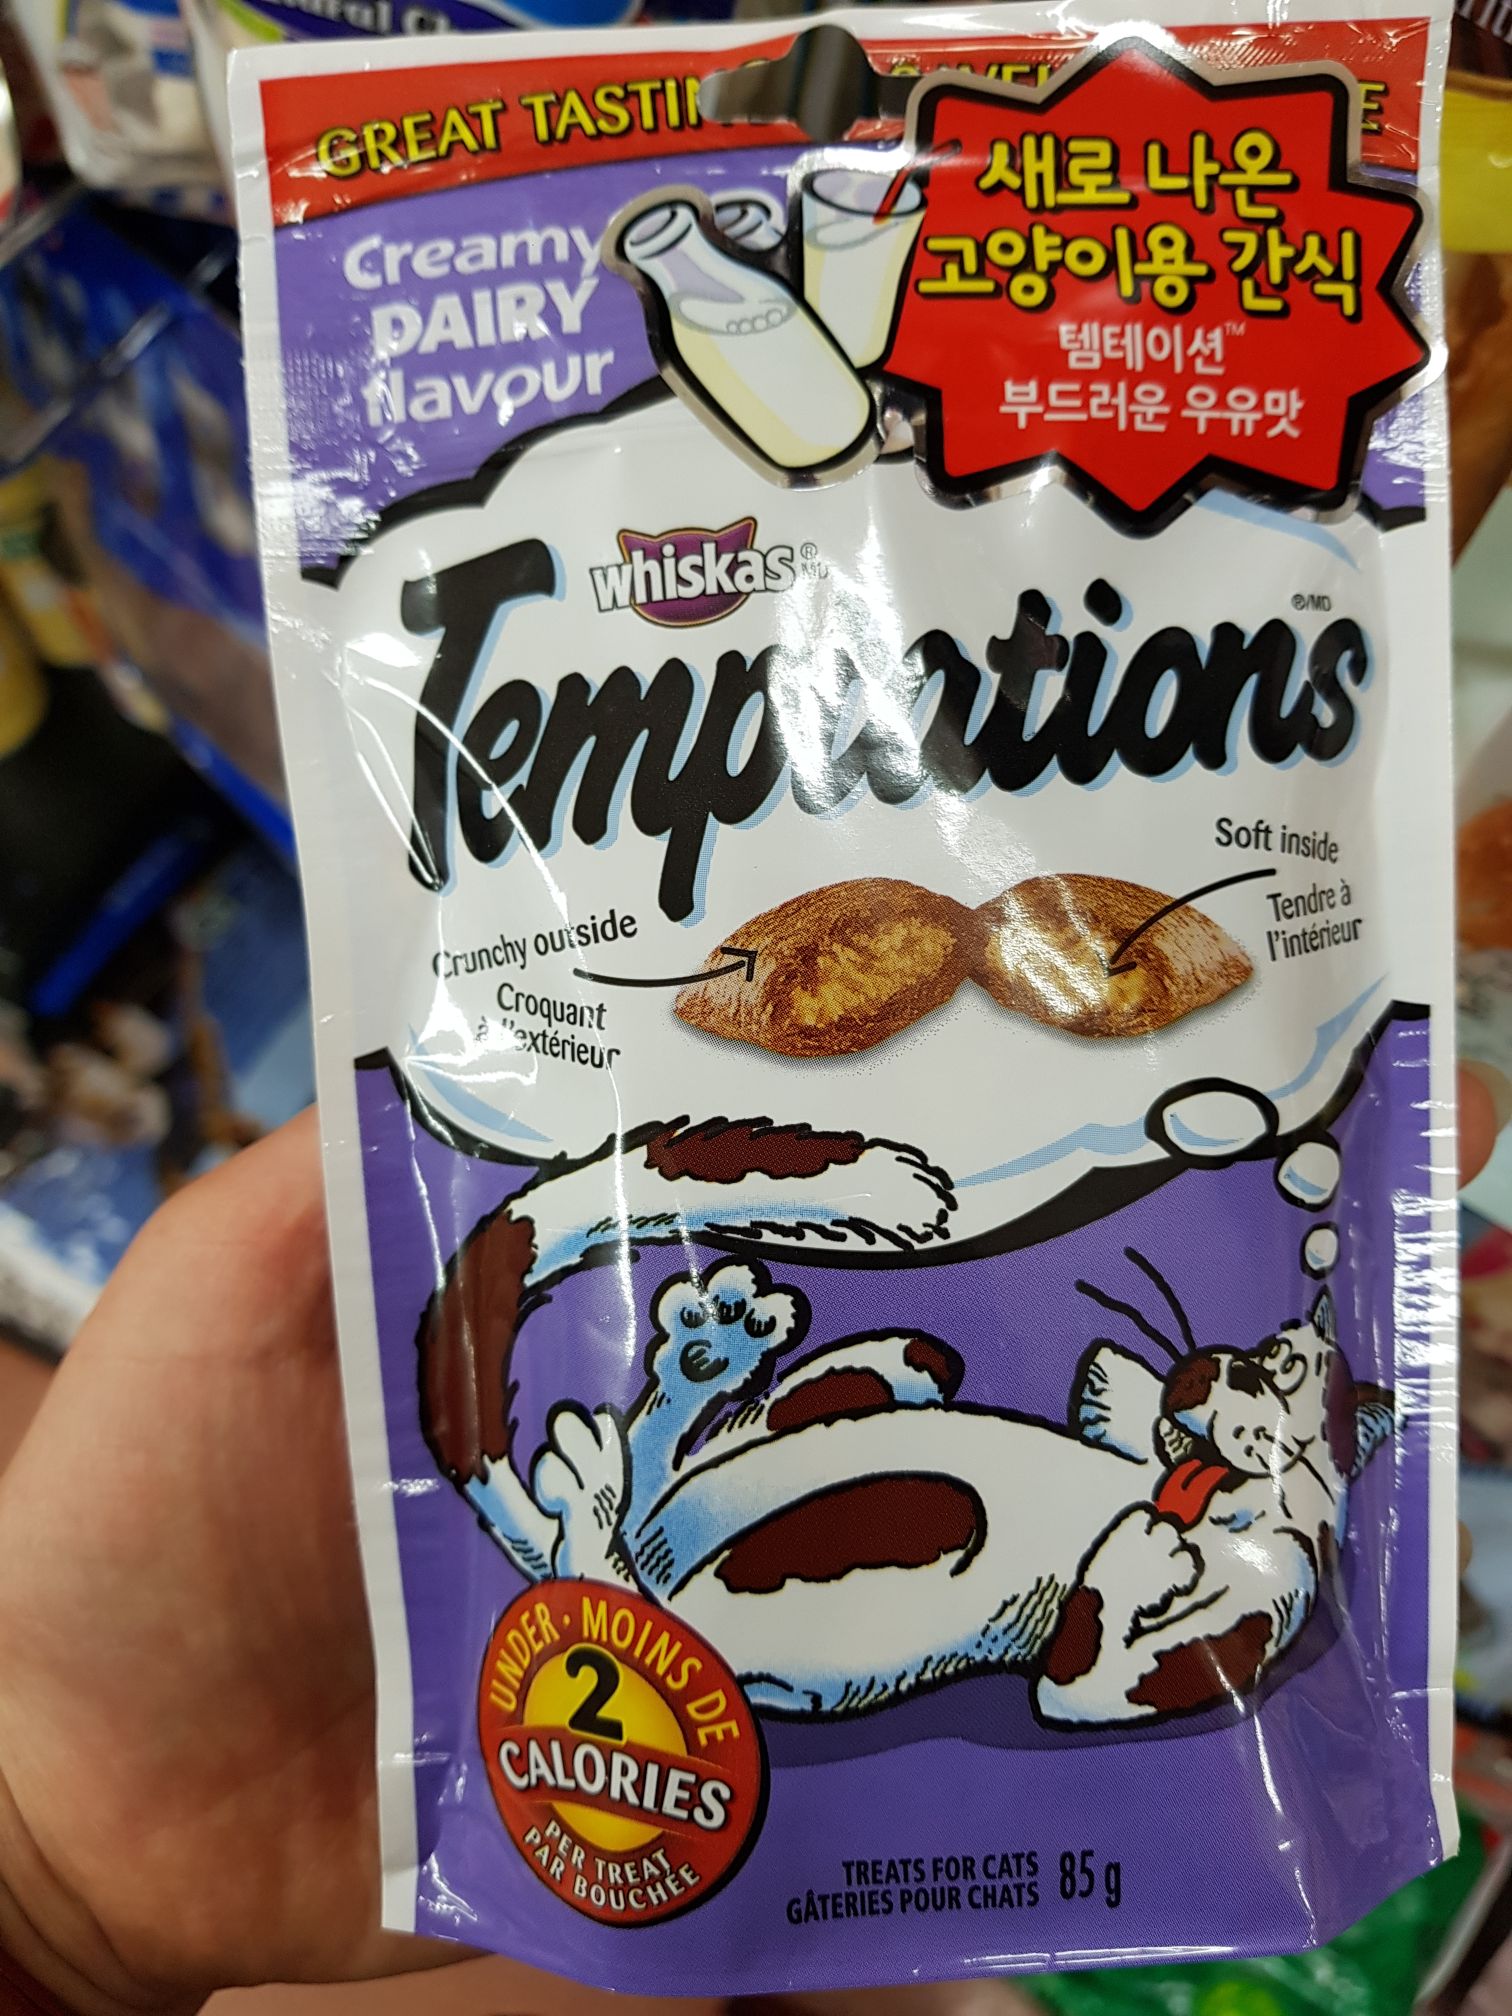 GREAT TASTIN
E
새로 나온
고양이용 간식
템테이션™
부드러운 우유맛
Creamy
DAIRY
flavour
whiskas®
Temptations
®/MD
Soft inside
Tendre à
l'intérieur
Crunchy outside
Croquant
à l'extérieur
UNDER · MOINS DE
2
CALORIES
PER TREAT
PAR BOUCHÉE
TREATS FOR CATS
GÂTERIES POUR CHATS
85 g